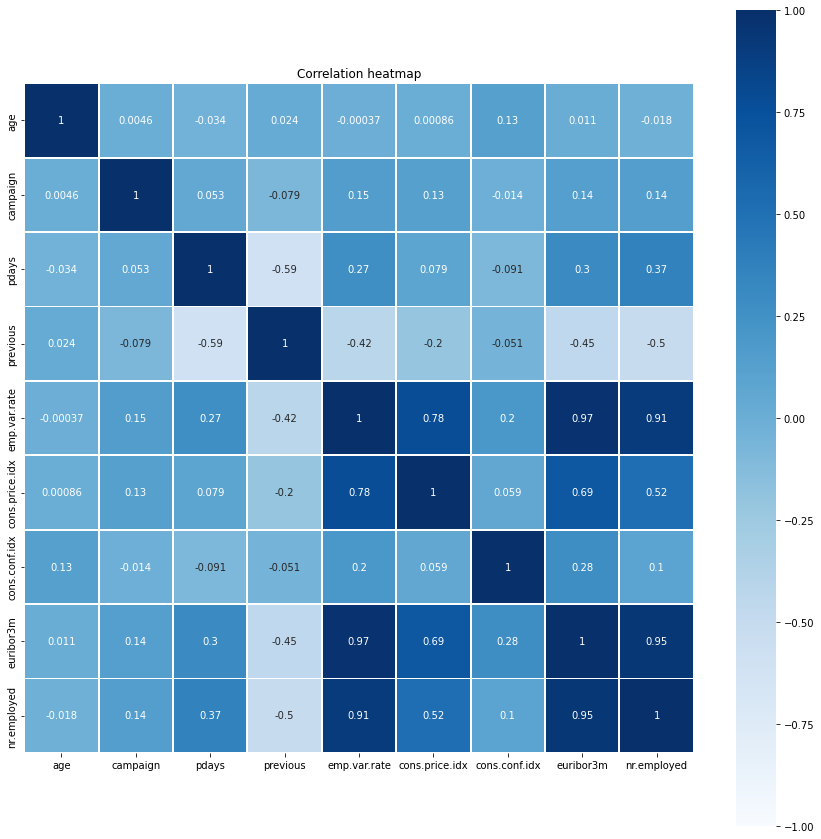 Correlation heatmap
age 1 0.0046 -0.034 0.024 -0.00037 0.00086 0.13 0.011 -0.018
campaign 0.0046 1 0.053 -0.079 0.15 0.13 -0.014 0.14 0.14
pdays -0.034 0.053 1 -0.59 0.27 0.079 -0.091 0.3 0.37
previous 0.024 -0.079 -0.59 1 -0.42 -0.2 -0.051 -0.45 -0.5
emp.var.rate -0.00037 0.15 0.27 -0.42 1 0.78 0.2 0.97 0.91
cons.price.idx 0.00086 0.13 0.079 -0.2 0.78 1 0.059 0.69 0.52
cons.conf.idx 0.13 -0.014 -0.091 -0.051 0.2 0.059 1 0.28 0.1
euribor3m 0.011 0.14 0.3 -0.45 0.97 0.69 0.28 1 0.95
nr.employed -0.018 0.14 0.37 -0.5 0.91 0.52 0.1 0.95 1
age campaign pdays previous emp.var.rate cons.price.idx cons.conf.idx euribor3m nr.employed
1.00
0.75
0.50
0.25
0.00
-0.25
-0.50
-0.75
-1.00